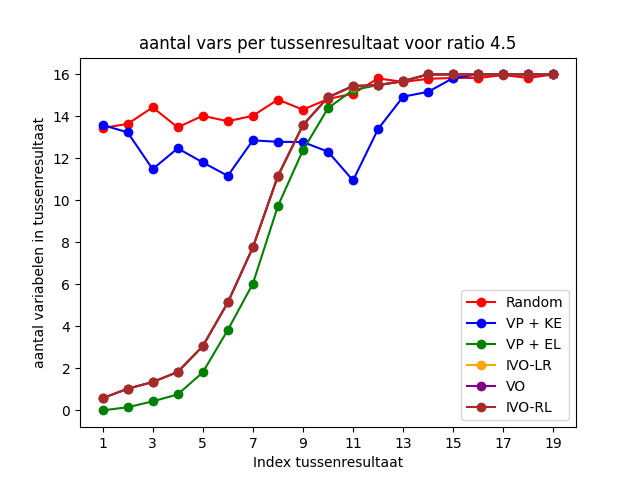 aantal vars per tussenresultaat voor ratio 4.5
aantal variabelen in tussenresultaat
16
14
12
10
8
6
4
2
0
Random
VP + KE
VP + EL
IVO-LR
VO
IVO-RL
1 3 5 7 9 11 13 15 17 19
Index tussenresultaat